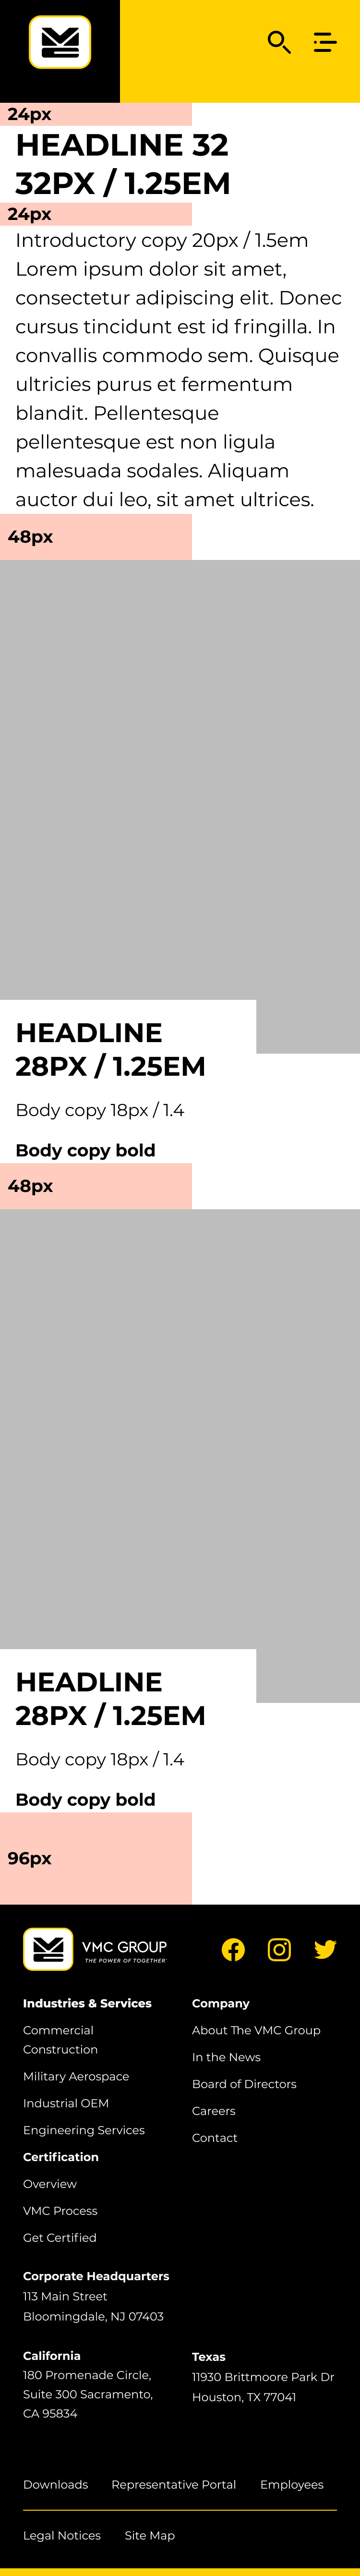 24px
HEADLINE 32
32PX / 1.25EM
24px
Introductory copy 20px / 1.5em
Lorem ipsum dolor sit amet,
consectetur adipiscing elit. Donec
cursus tincidunt est id fringilla. In
convallis commodo sem. Quisque
ultricies purus et fermentum
blandit. Pellentesque
pellentesque est non ligula
malesuada sodales. Aliquam
auctor dui leo, sit amet ultrices.
48px
HEADLINE
28PX / 1.25EM
Body copy 18px / 1.4
Body copy bold
48px
HEADLINE
28PX / 1.25EM
Body copy 18px / 1.4
Body copy bold
96px
VMC GROUP
THE POWER OF TOGETHER
Industries & Services
Commercial
Construction
Military Aerospace
Industrial OEM
Engineering Services
Certification
Overview
VMC Process
Get Certified
Company
About The VMC Group
In the News
Board of Directors
Careers
Contact
Corporate Headquarters
113 Main Street
Bloomingdale, NJ 07403
California
180 Promenade Circle,
Suite 300 Sacramento,
CA 95834
Texas
11930 Brittmoore Park Dr
Houston, TX 77041
Downloads Representative Portal Employees
Legal Notices Site Map